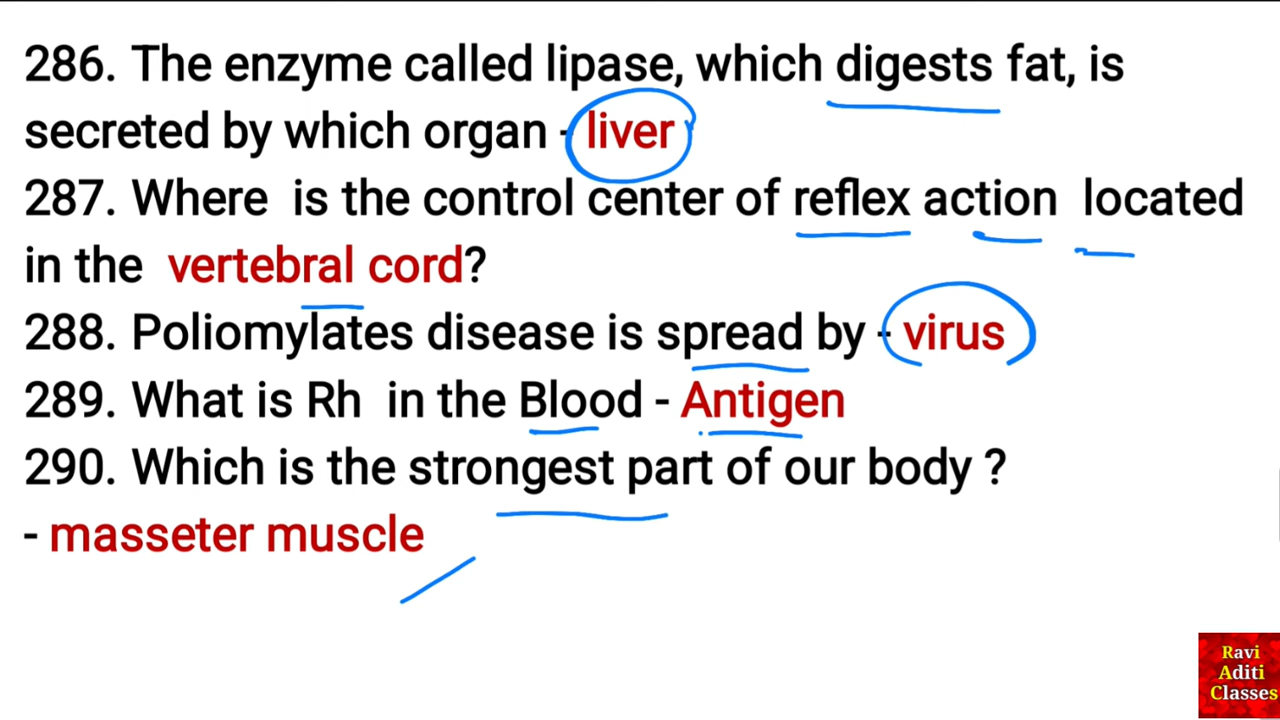 286. The enzyme called lipase, which digests fat, is
secreted by which organ - liver
287. Where is the control center of reflex action located
in the vertebral cord?
288. Poliomylates disease is spread by - virus
289. What is Rh in the Blood - Antigen
290. Which is the strongest part of our body ?
- masseter muscle
Ravi
Aditi
Classes